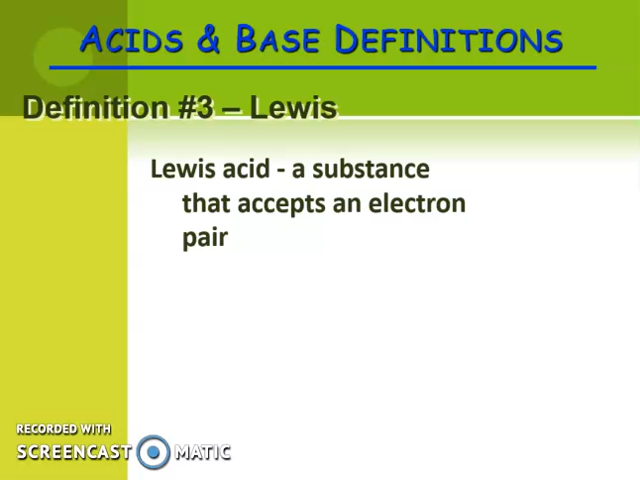 ACIDS & BASE DEFINITIONS
Definition #3 – Lewis
Lewis acid - a substance
that accepts an electron
pair
RECORDED WITH
SCREENCAST MATIC